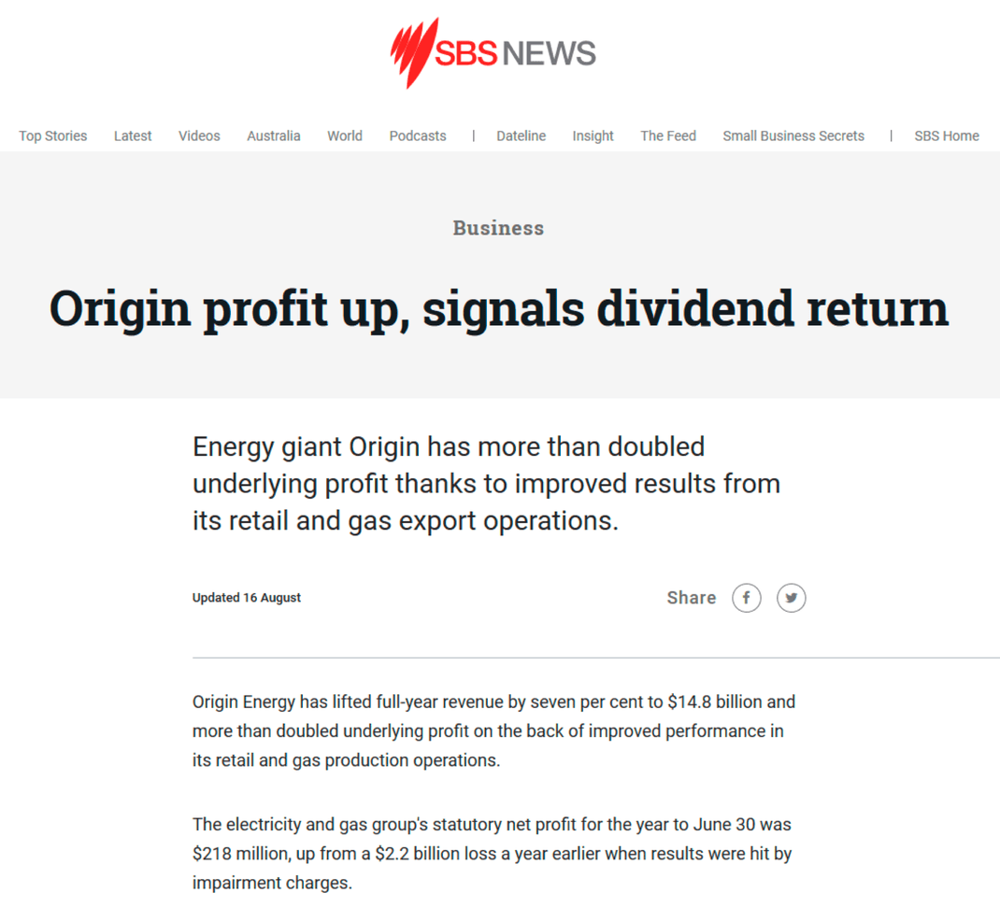 SBS NEWS
Top Stories Latest Videos Australia World Podcasts | Dateline Insight The Feed Small Business Secrets | SBS Home
Business
Origin profit up, signals dividend return
Energy giant Origin has more than doubled
underlying profit thanks to improved results from
its retail and gas export operations.
Updated 16 August Share
Origin Energy has lifted full-year revenue by seven per cent to $14.8 billion and
more than doubled underlying profit on the back of improved performance in
its retail and gas production operations.
The electricity and gas group's statutory net profit for the year to June 30 was
$218 million, up from a $2.2 billion loss a year earlier when results were hit by
impairment charges.